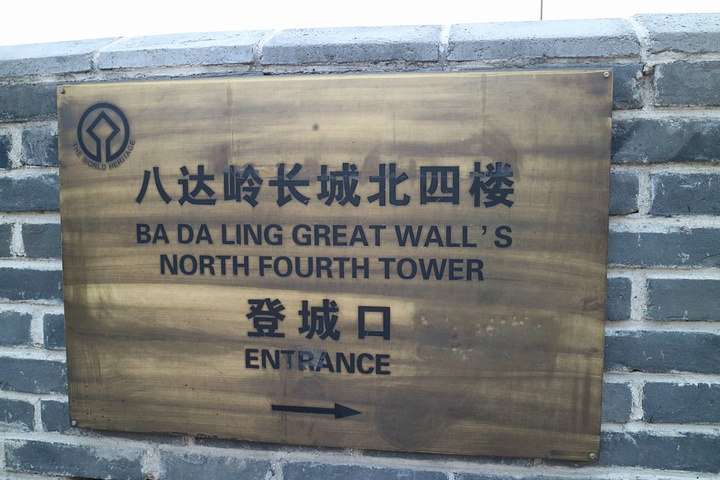 THE WORLD HERITAGE
八达岭长城北四楼
BA DA LING GREAT WALL'S
NORTH FOURTH TOWER
登城口
ENTRANCE